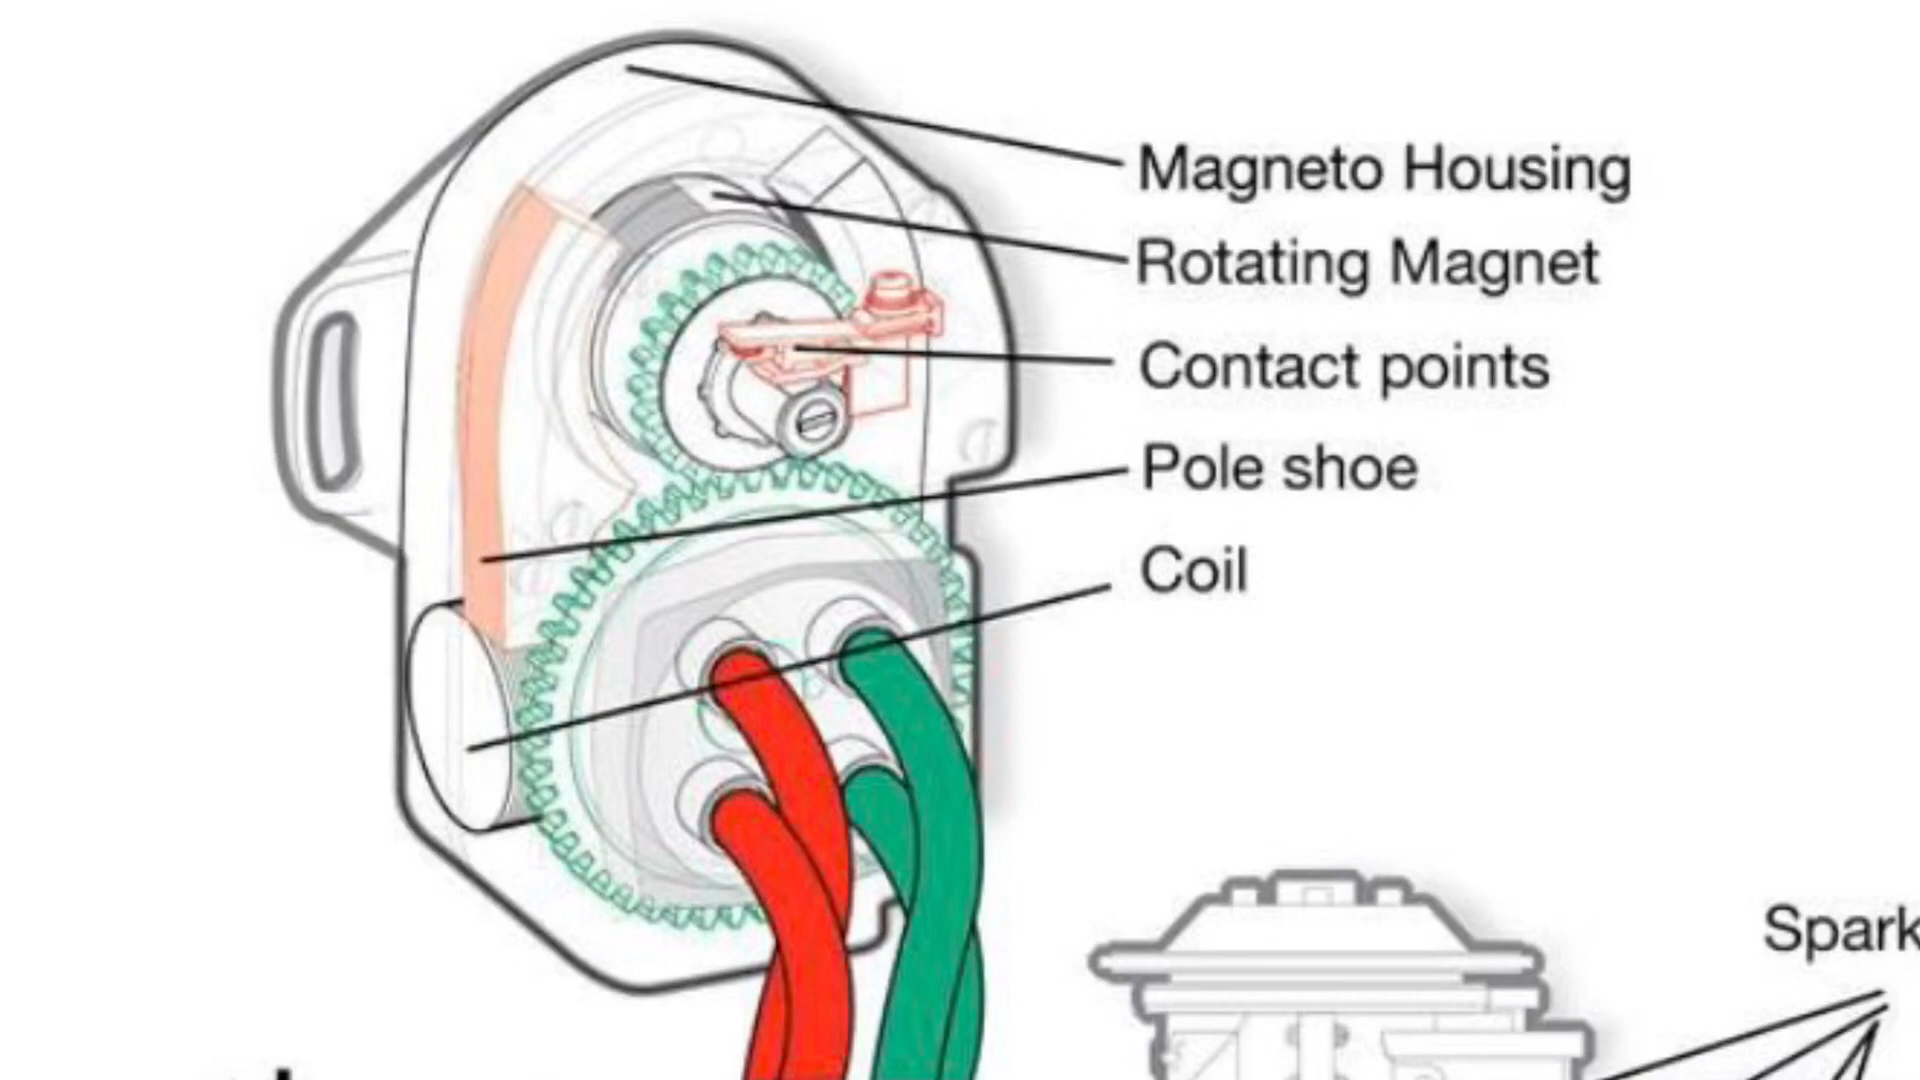 Magneto Housing
Rotating Magnet
Contact points
Pole shoe
Coil
Spark